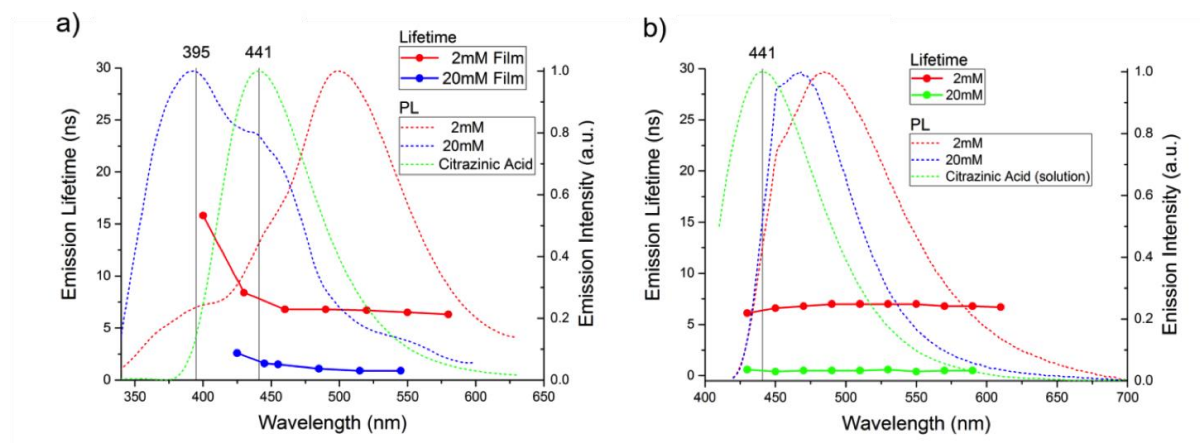 a)
395
441
Lifetime
2mM Film
20mM Film
PL
2mM
20mM
Citrazinic Acid
30
25
20
15
10
5
0
Emission Lifetime (ns)
1.0
0.8
0.6
0.4
0.2
0.0
Emission Intensity (a.u.)
350
400
450
500
550
600
650
Wavelength (nm)
b)
441
Lifetime
2mM
20mM
PL
2mM
20mM
Citrazinic Acid (solution)
30
25
20
15
10
5
0
Emission Lifetime (ns)
1.0
0.8
0.6
0.4
0.2
0.0
Emission Intensity (a.u.)
400
450
500
550
600
650
700
Wavelength (nm)